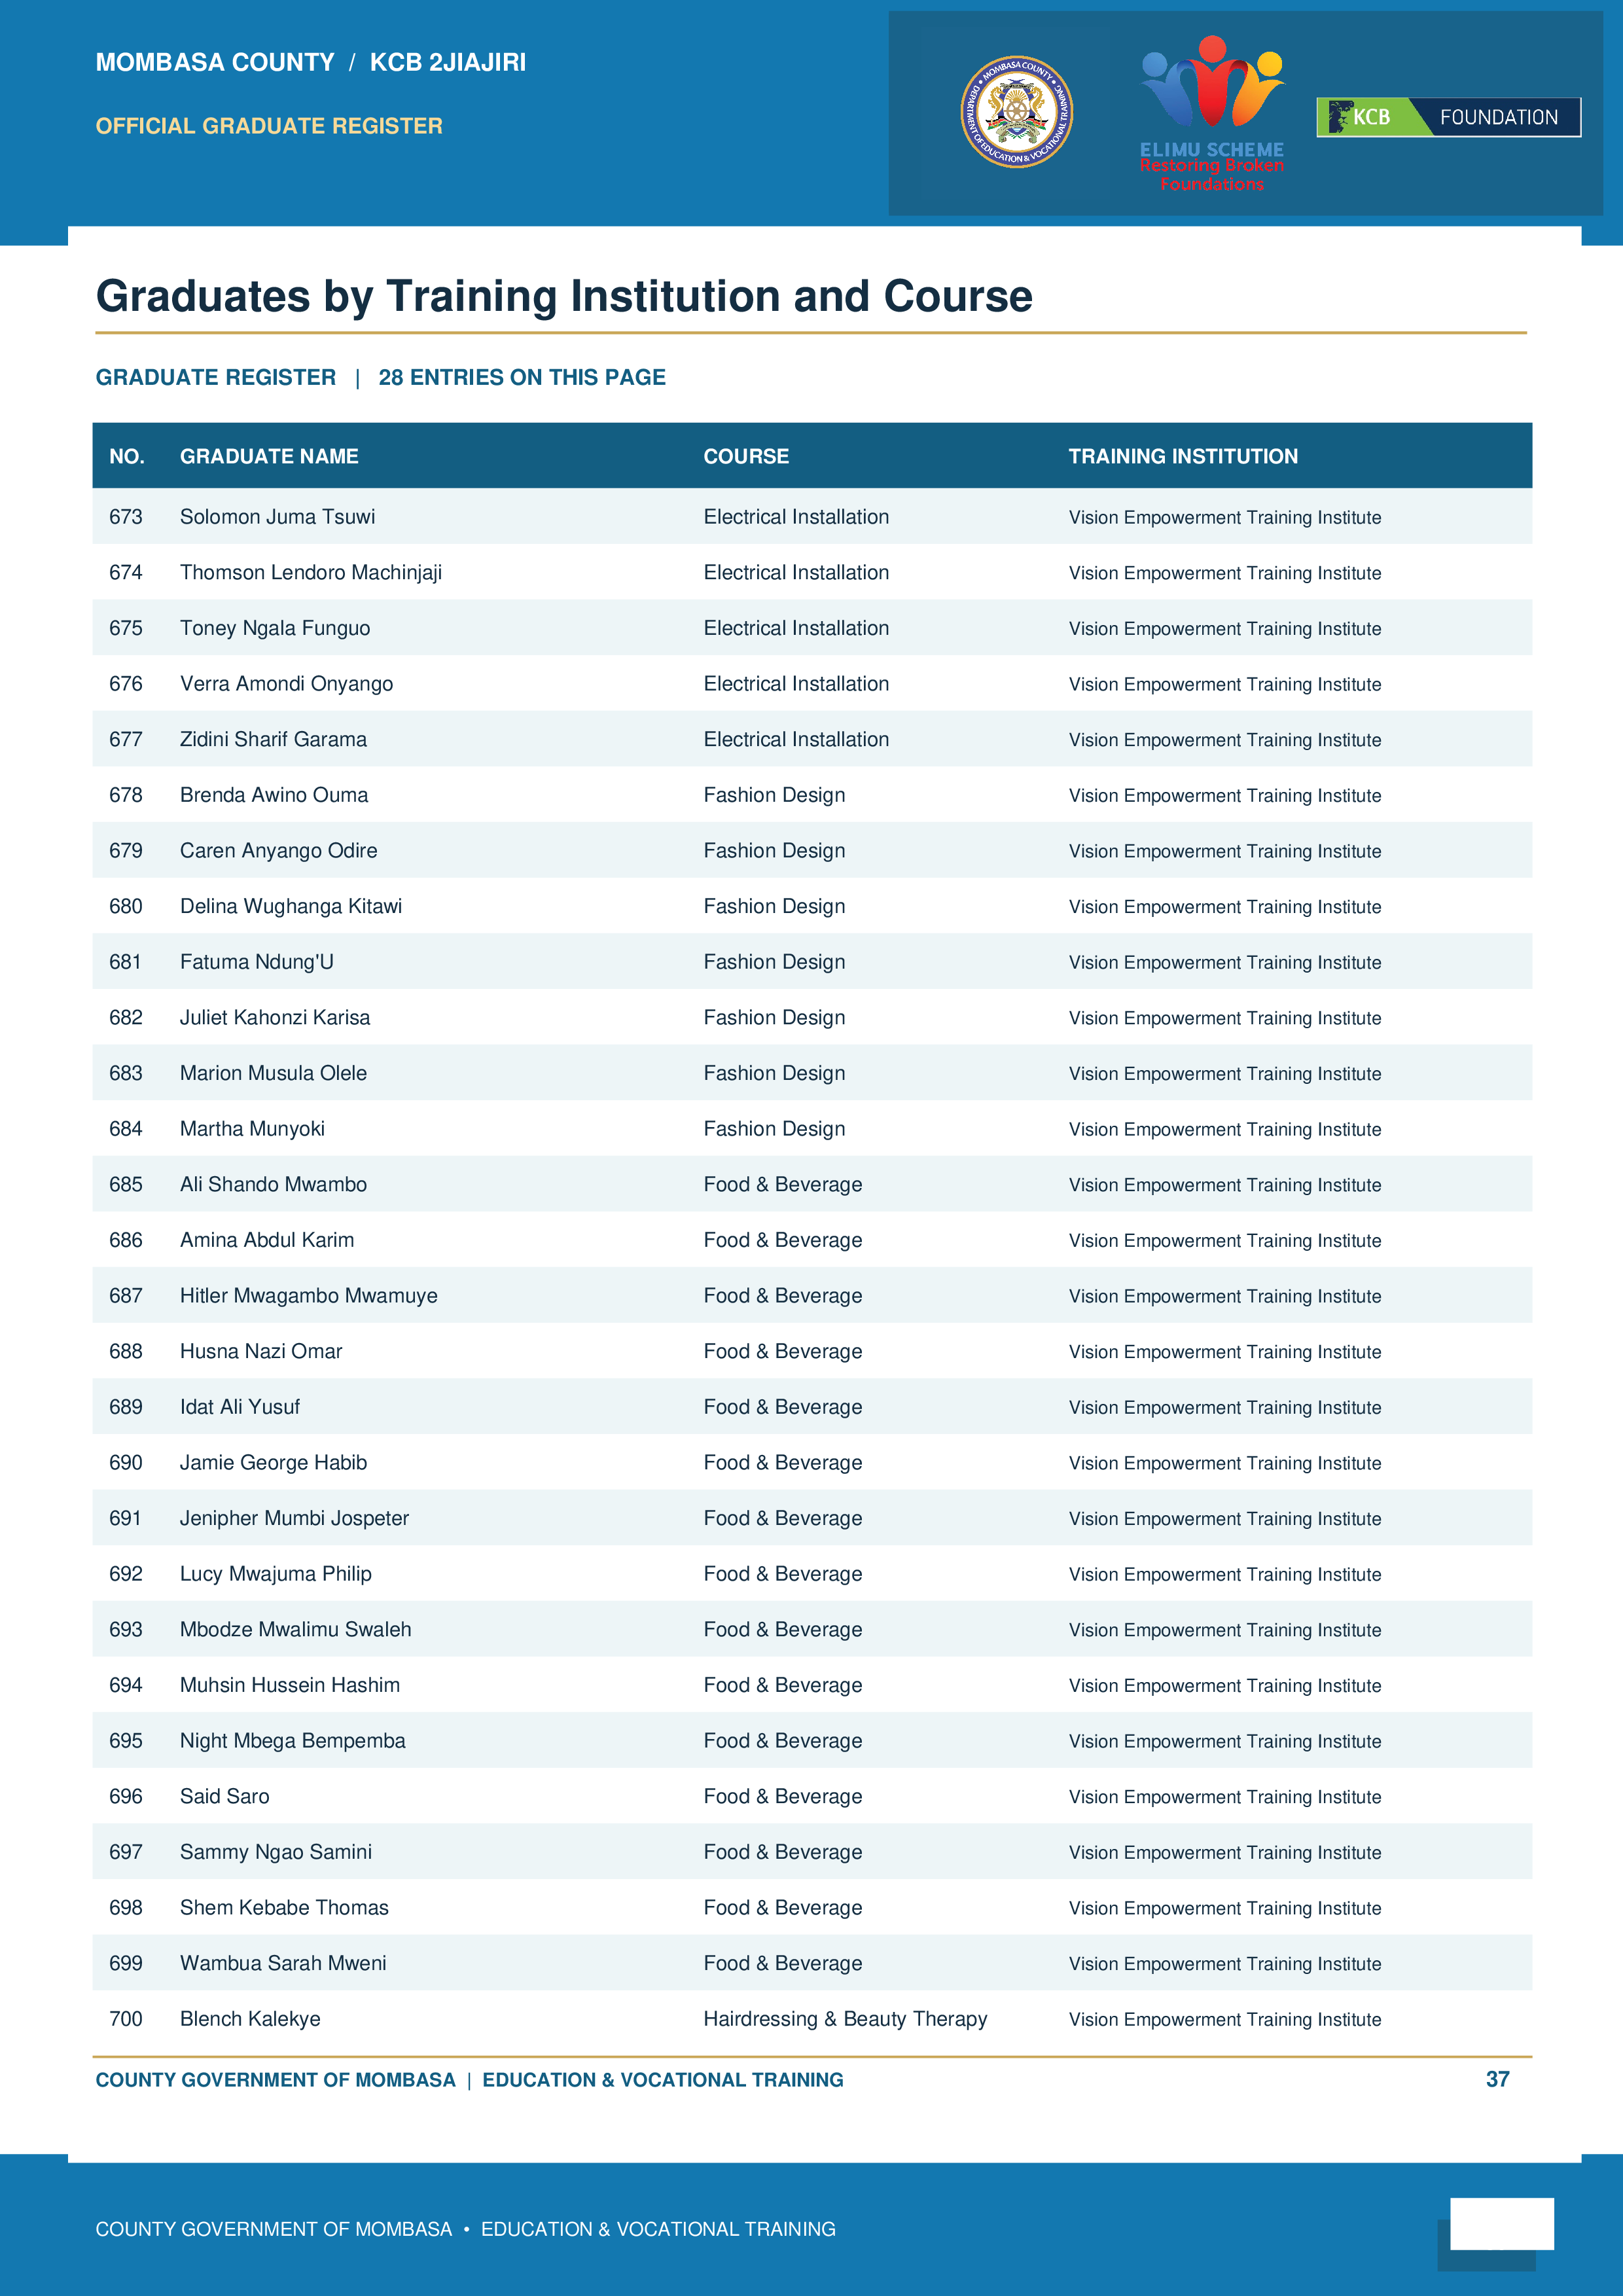 MOMBASA COUNTY / KCB 2JIAJIRI
OFFICIAL GRADUATE REGISTER
MOMBASA COUNTY
DEPARTMENT OF EDUCATION & VOCATIONAL TRAINING
ELIMU SCHEME
Restoring Broken
Foundations
KCB FOUNDATION
Graduates by Training Institution and Course
GRADUATE REGISTER | 28 ENTRIES ON THIS PAGE
NO. GRADUATE NAME COURSE TRAINING INSTITUTION
673 Solomon Juma Tsuwi Electrical Installation Vision Empowerment Training Institute
674 Thomson Lendoro Machinjaji Electrical Installation Vision Empowerment Training Institute
675 Toney Ngala Funguo Electrical Installation Vision Empowerment Training Institute
676 Verra Amondi Onyango Electrical Installation Vision Empowerment Training Institute
677 Zidini Sharif Garama Electrical Installation Vision Empowerment Training Institute
678 Brenda Awino Ouma Fashion Design Vision Empowerment Training Institute
679 Caren Anyango Odire Fashion Design Vision Empowerment Training Institute
680 Delina Wughanga Kitawi Fashion Design Vision Empowerment Training Institute
681 Fatuma Ndung'U Fashion Design Vision Empowerment Training Institute
682 Juliet Kahonzi Karisa Fashion Design Vision Empowerment Training Institute
683 Marion Musula Olele Fashion Design Vision Empowerment Training Institute
684 Martha Munyoki Fashion Design Vision Empowerment Training Institute
685 Ali Shando Mwambo Food & Beverage Vision Empowerment Training Institute
686 Amina Abdul Karim Food & Beverage Vision Empowerment Training Institute
687 Hitler Mwagambo Mwamuye Food & Beverage Vision Empowerment Training Institute
688 Husna Nazi Omar Food & Beverage Vision Empowerment Training Institute
689 Idat Ali Yusuf Food & Beverage Vision Empowerment Training Institute
690 Jamie George Habib Food & Beverage Vision Empowerment Training Institute
691 Jenipher Mumbi Jospeter Food & Beverage Vision Empowerment Training Institute
692 Lucy Mwajuma Philip Food & Beverage Vision Empowerment Training Institute
693 Mbodze Mwalimu Swaleh Food & Beverage Vision Empowerment Training Institute
694 Muhsin Hussein Hashim Food & Beverage Vision Empowerment Training Institute
695 Night Mbega Bempemba Food & Beverage Vision Empowerment Training Institute
696 Said Saro Food & Beverage Vision Empowerment Training Institute
697 Sammy Ngao Samini Food & Beverage Vision Empowerment Training Institute
698 Shem Kebabe Thomas Food & Beverage Vision Empowerment Training Institute
699 Wambua Sarah Mweni Food & Beverage Vision Empowerment Training Institute
700 Blench Kalekye Hairdressing & Beauty Therapy Vision Empowerment Training Institute
COUNTY GOVERNMENT OF MOMBASA | EDUCATION & VOCATIONAL TRAINING 37
COUNTY GOVERNMENT OF MOMBASA • EDUCATION & VOCATIONAL TRAINING